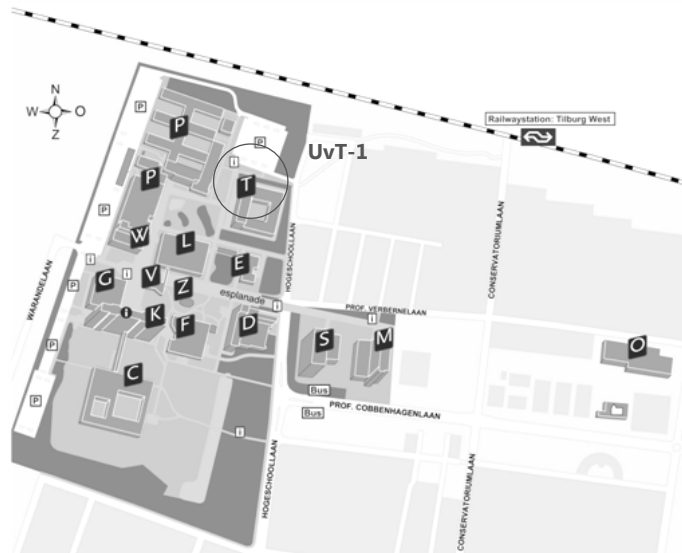 N
W O
Z
P
Railwaystation: Tilburg West
P
P
UvT-1
i
T
P
P
W
L
HOGESCHOOLLAAN
CONSERVATORIUMLAAN
E
i
G
i
V
Z
esplanade
i
PROF. VERBERNELAAN
WARANDELAAN
P
i
K
F
D
i
S
M
O
P
C
Bus
P
PROF. COBBENHAGENLAAN
Bus
i
HOGESCHOOLLAAN
CONSERVATORIUMLAAN